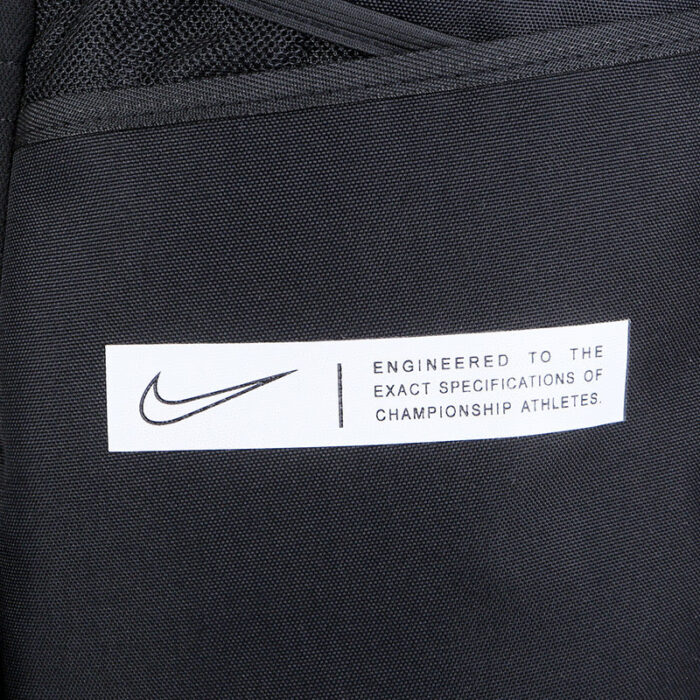 ENGINEERED TO THE
EXACT SPECIFICATIONS OF
CHAMPIONSHIP ATHLETES.